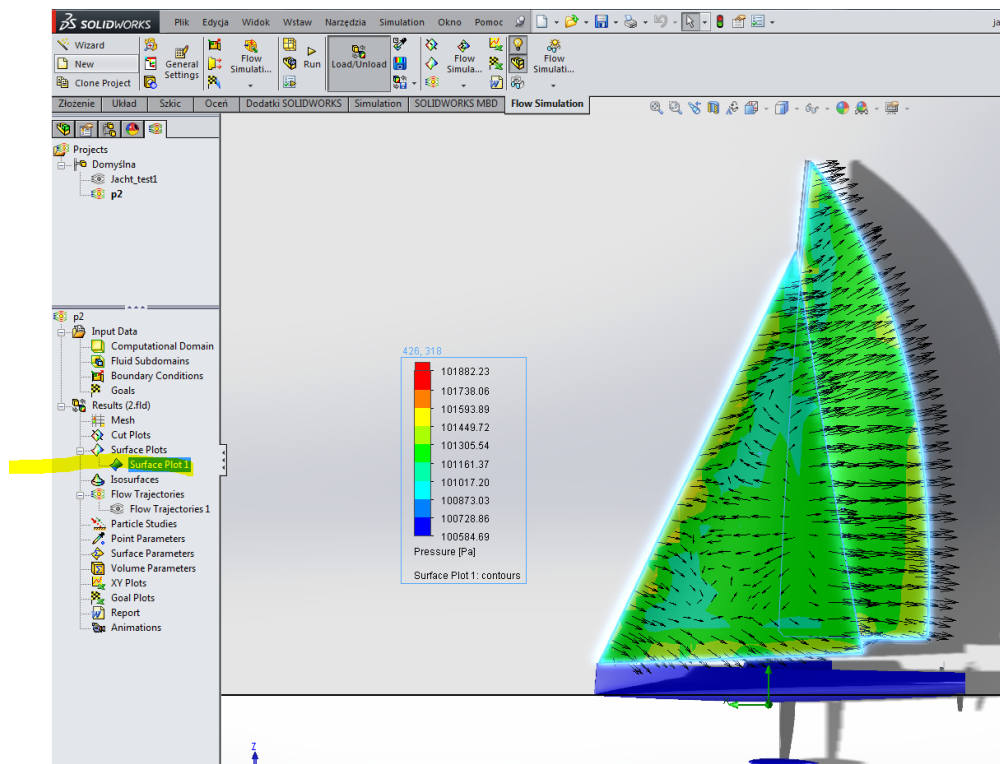 SOLIDWORKS Plik Edycja Widok Wstaw Narzędzia Simulation Okno Pomoc
Wizard
New
Clone Project
General Settings
Flow Simulati...
Run
Load/Unload
Flow Simula...
Flow Simulati...
Złożenie Układ Szkic Oceń Dodatki SOLIDWORKS Simulation SOLIDWORKS MBD Flow Simulation
Projects
Domyślna
Jacht_test1
p2
p2
Input Data
Computational Domain
Fluid Subdomains
Boundary Conditions
Goals
Results (2.fld)
Mesh
Cut Plots
Surface Plots
Surface Plot 1
Isosurfaces
Flow Trajectories
Flow Trajectories 1
Particle Studies
Point Parameters
Surface Parameters
Volume Parameters
XY Plots
Goal Plots
Report
Animations
426, 318
101882.23
101738.06
101593.89
101449.72
101305.54
101161.37
101017.20
100873.03
100728.86
100584.69
Pressure [Pa]
Surface Plot 1: contours
Z